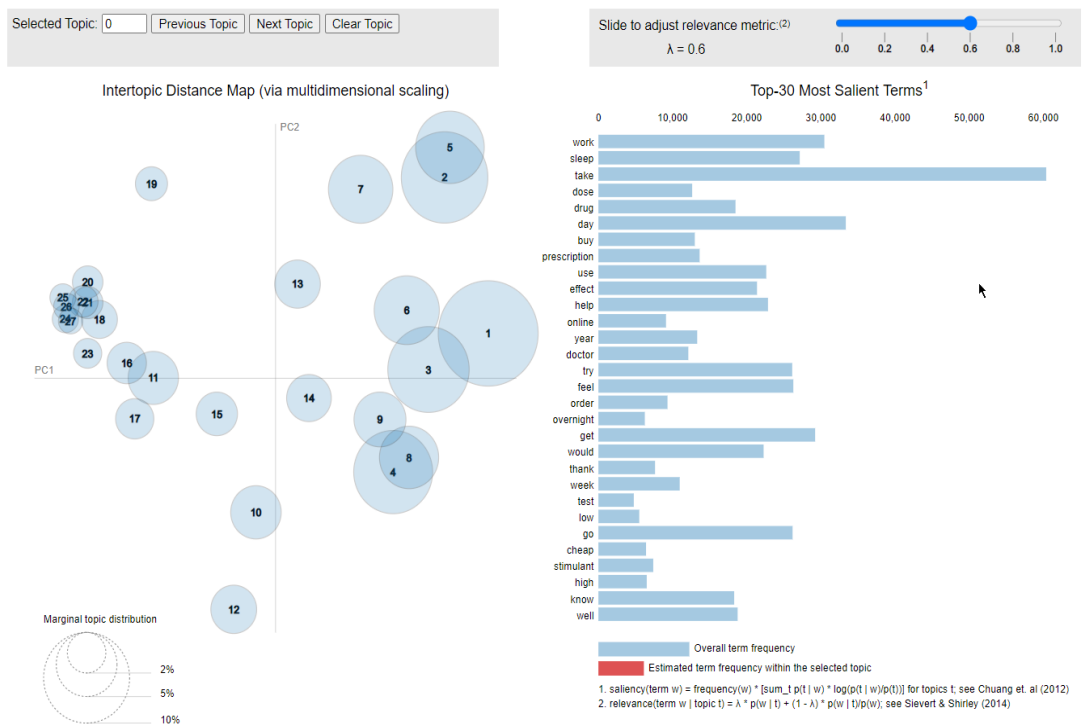 Selected Topic: 0 Previous Topic Next Topic Clear Topic
Slide to adjust relevance metric:(2)
λ = 0.6
0.0 0.2 0.4 0.6 0.8 1.0
Intertopic Distance Map (via multidimensional scaling)
PC2
PC1
5
2
7
19
13
20
25
22
21
26
24
27
18
6
1
23
16
11
3
14
17
15
9
8
4
10
12
Marginal topic distribution
2%
5%
10%
Top-30 Most Salient Terms1
0 10,000 20,000 30,000 40,000 50,000 60,000
work
sleep
take
dose
drug
day
buy
prescription
use
effect
help
online
year
doctor
try
feel
order
overnight
get
would
thank
week
test
low
go
cheap
stimulant
high
know
well
Overall term frequency
Estimated term frequency within the selected topic
1. saliency(term w) = frequency(w) * [sum_t p(t | w) * log(p(t | w)/p(t))] for topics t; see Chuang et. al (2012)
2. relevance(term w | topic t) = λ * p(w | t) + (1 - λ) * p(w | t)/p(w); see Sievert & Shirley (2014)